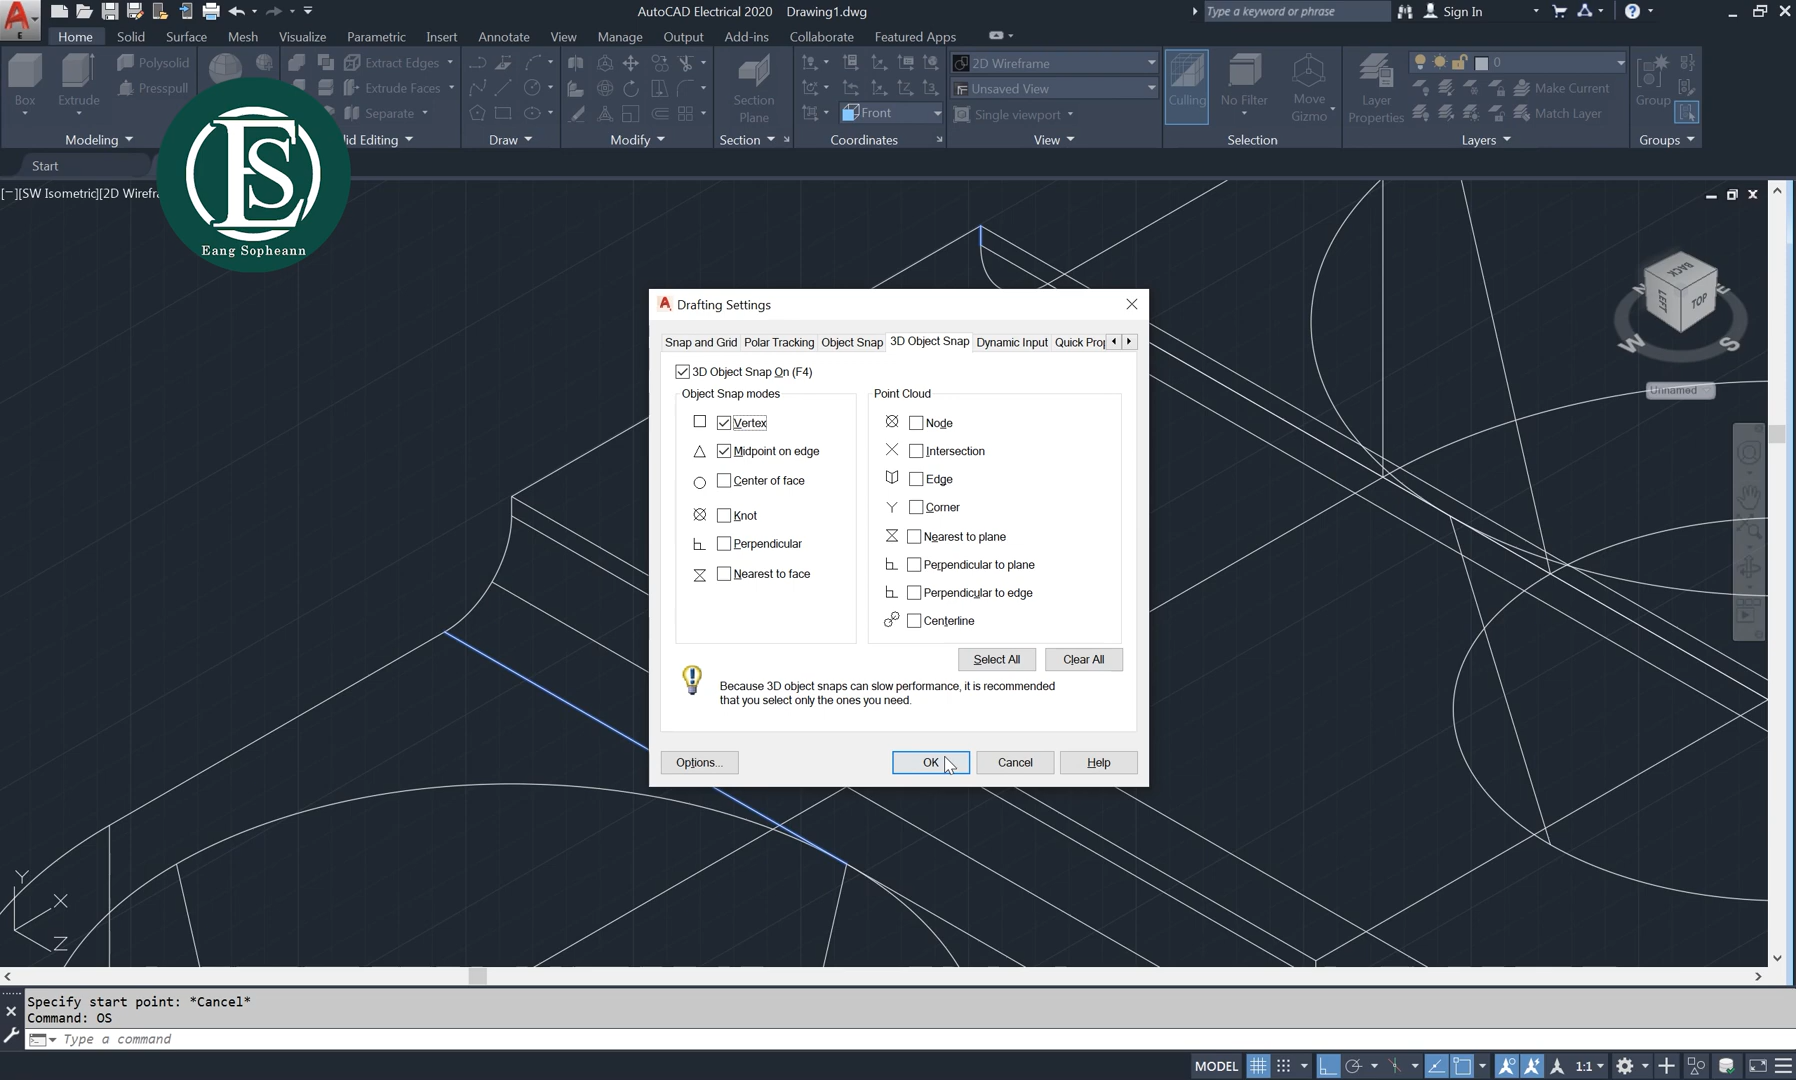 AutoCAD Electrical 2020 Drawing1.dwg
Type a keyword or phrase
Sign In
Home Solid Surface Mesh Visualize Parametric Insert Annotate View Manage Output Add-ins Collaborate Featured Apps
Box
Extrude
Polysolid
Presspull
Extract Edges
Extrude Faces
Separate
Section Plane
Front
2D Wireframe
Unsaved View
Single viewport
Culling
No Filter
Move Gizmo
Layer Properties
0
Make Current
Match Layer
Group
Modeling lid Editing Draw Modify Section Coordinates View Selection Layers Groups
Start
[−][SW Isometric][2D Wirefra
ES
Eang Sopheann
BACK
LEFT
TOP
N E
W S
Unnamed
Drafting Settings
Snap and Grid Polar Tracking Object Snap 3D Object Snap Dynamic Input Quick Prop
3D Object Snap On (F4)
Object Snap modes
Vertex
Midpoint on edge
Center of face
Knot
Perpendicular
Nearest to face
Point Cloud
Node
Intersection
Edge
Corner
Nearest to plane
Perpendicular to plane
Perpendicular to edge
Centerline
Select All Clear All
Because 3D object snaps can slow performance, it is recommended
that you select only the ones you need.
Options... OK Cancel Help
Y
X
Z
Specify start point: *Cancel*
Command: OS
Type a command
MODEL 1:1